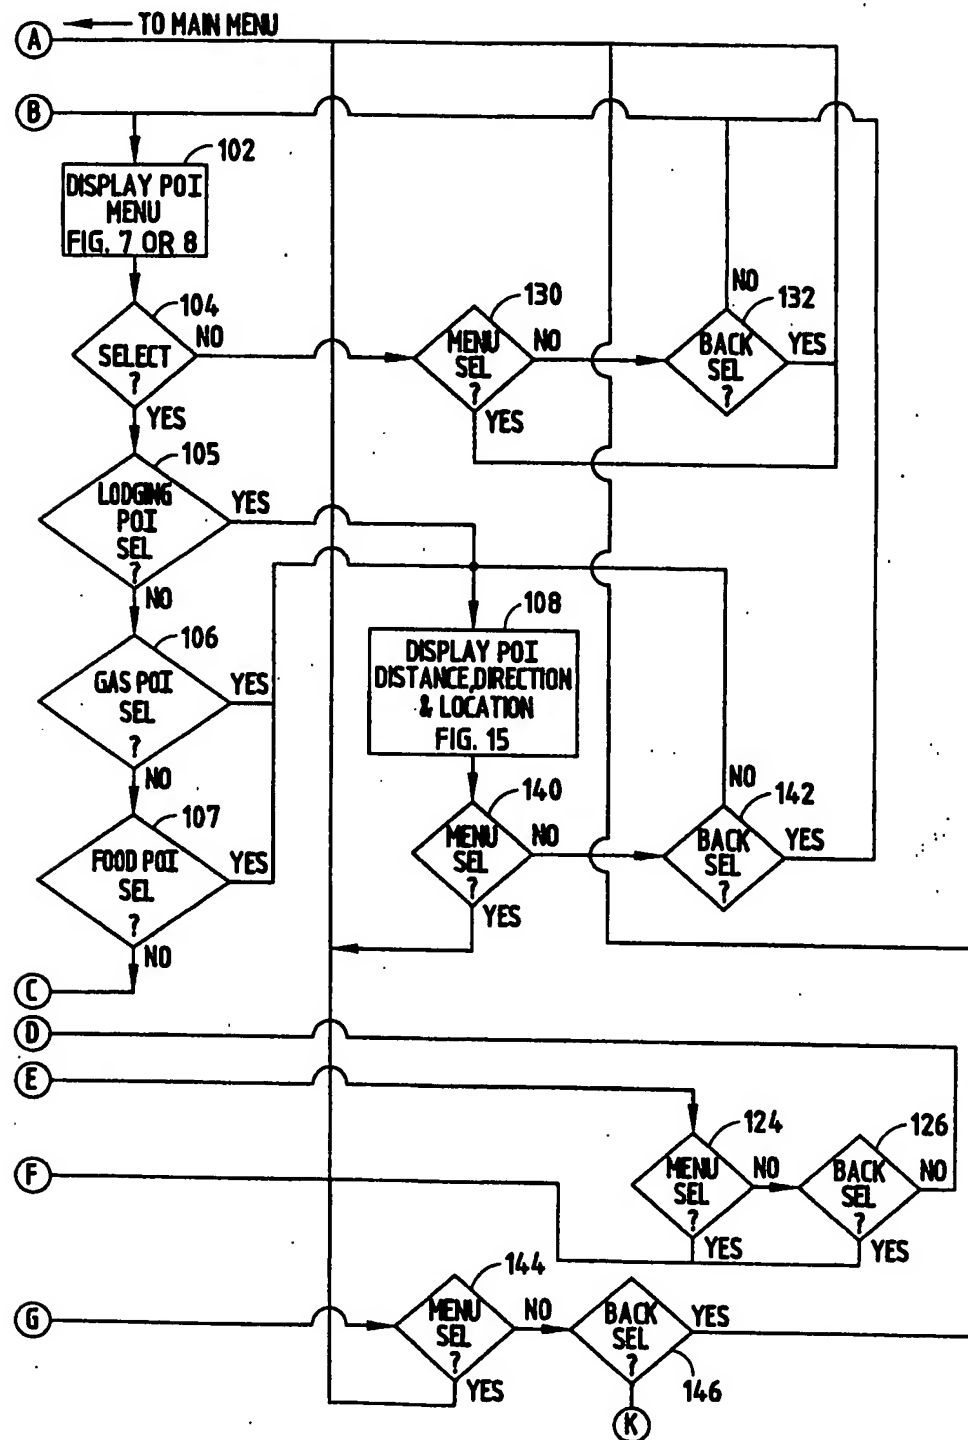 A
TO MAIN MENU
B
102
DISPLAY POI
MENU
FIG. 7 OR 8
104
SELECT
?
NO
YES
130
MENU
SEL
?
NO
YES
132
NO
BACK
SEL
?
YES
105
LODGING
POI
SEL
?
YES
NO
106
GAS POI
SEL
?
YES
NO
107
FOOD POI
SEL
?
YES
NO
108
DISPLAY POI
DISTANCE,DIRECTION
& LOCATION
FIG. 15
140
MENU
SEL
?
NO
YES
142
NO
BACK
SEL
?
YES
C
D
E
124
MENU
SEL
?
NO
YES
126
BACK
SEL
?
NO
YES
F
G
144
MENU
SEL
?
NO
YES
BACK
SEL
?
YES
146
K